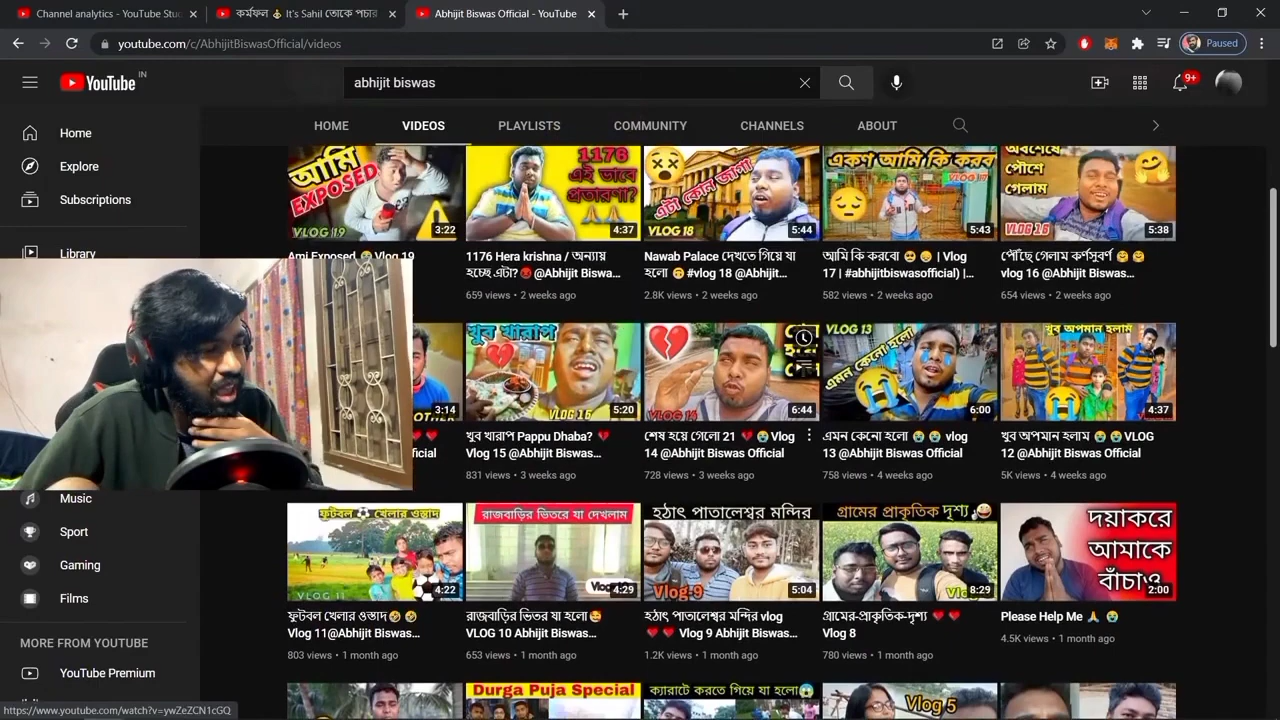 Channel analytics - YouTube Stu
কর্মফল 🔥 It's Sahil তোকে পচার
Abhijit Biswas Official - YouTube
youtube.com/c/AbhijitBiswasOfficial/videos
Paused
YouTube IN
abhijit biswas
9+
HOME
VIDEOS
PLAYLISTS
COMMUNITY
CHANNELS
ABOUT
Home
Explore
Subscriptions
Library
আমি
EXPOSED
VLOG 19
3:22
1176
এই ভাবে
প্রতারণা?
4:37
এটা কোন জাগা
VLOG 18
5:44
একণ আমি কি করব
VLOG 17
5:43
অবশেষে
পৌঁশে
গেলাম
VLOG 16
5:38
Ami Exposed 😭 Vlog 19
1176 Hera krishna / অন্যায়
হচ্ছে এটা? 😡 @Abhijit Biswa...
659 views • 2 weeks ago
Nawab Palace দেখতে গিয়ে যা
হলো 🙃 #vlog 18 @Abhijit...
2.8K views • 2 weeks ago
আমি কি করবো 🥺😞 | Vlog
17 | #abhijitbiswasofficial) |...
582 views • 2 weeks ago
পৌঁছে গেলাম কর্ণসুবর্ণ 🤗🤗
vlog 16 @Abhijit Biswas...
654 views • 2 weeks ago
3:14
খুব খারাপ
VLOG 16
5:20
VLOG 14
6:44
VLOG 13
এমন কেনো হলো
6:00
খুব অপমান হলাম
4:37
খুব খারাপ Pappu Dhaba? 💔
Vlog 15 @Abhijit Biswas...
831 views • 3 weeks ago
শেষ হয়ে গেলো 21 💔😭 Vlog
14 @Abhijit Biswas Official
728 views • 3 weeks ago
এমন কেনো হলো 😭😭 vlog
13 @Abhijit Biswas Official
758 views • 4 weeks ago
খুব অপমান হলাম 😭😭 VLOG
12 @Abhijit Biswas Official
5K views • 4 weeks ago
Music
Sport
Gaming
Films
ফুটবল ⚽ খেলার ওস্তাদ
VLOG 11
4:22
রাজবাড়ির ভিতরে যা দেখলাম
4:29
হঠাৎ পাতালেশ্বর মন্দির
Vlog-9
5:04
গ্রামের প্রাকৃতিক দৃশ্য
8:29
দয়াকরে
আমাকে
বাঁচাও
2:00
ফুটবল খেলার ওস্তাদ🤣🤣
Vlog 11@Abhijit Biswas...
803 views • 1 month ago
রাজবাড়ির ভিতর যা হলো🥰
VLOG 10 Abhijit Biswas...
653 views • 1 month ago
হঠাৎ পাতালেশ্বর মন্দির vlog
❤️❤️ Vlog 9 Abhijit Biswas...
1.2K views • 1 month ago
গ্রামের-প্রাকৃতিক-দৃশ্য ❤️❤️
Vlog 8
780 views • 1 month ago
Please Help Me 🙏 😭
4.5K views • 1 month ago
MORE FROM YOUTUBE
YouTube Premium
Durga Puja Special
ক্যারাটে করতে গিয়ে যা হলো😱
Vlog 5
https://www.youtube.com/watch?v=ywZeZCN1cGQ